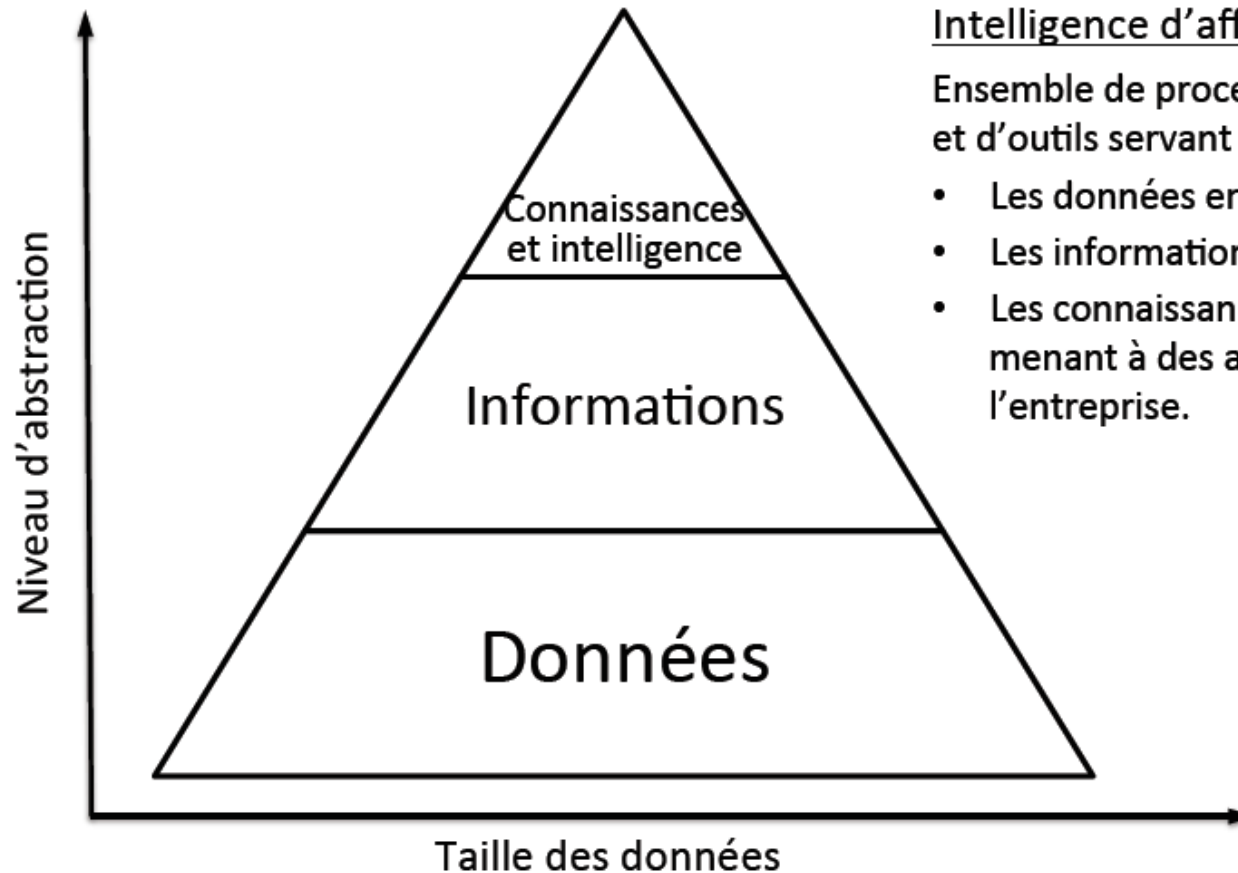 Niveau d'abstraction
Connaissances
et intelligence
Informations
Données
Taille des données
Intelligence d'aff
Ensemble de proce
et d'outils servant
• Les données en
• Les information
• Les connaissan
menant à des a
l'entreprise.